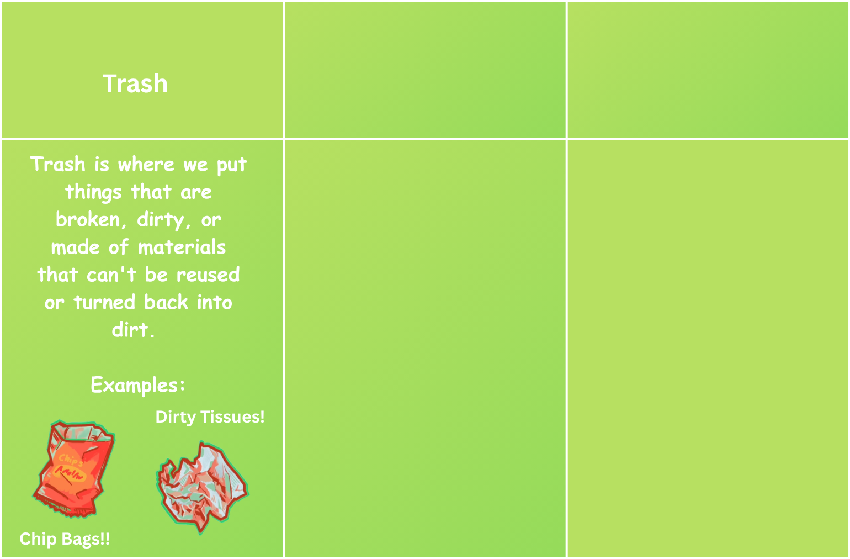 Trash
Trash is where we put
things that are
broken, dirty, or
made of materials
that can't be reused
or turned back into
dirt.
Examples:
Dirty Tissues!
Chip Bags!!